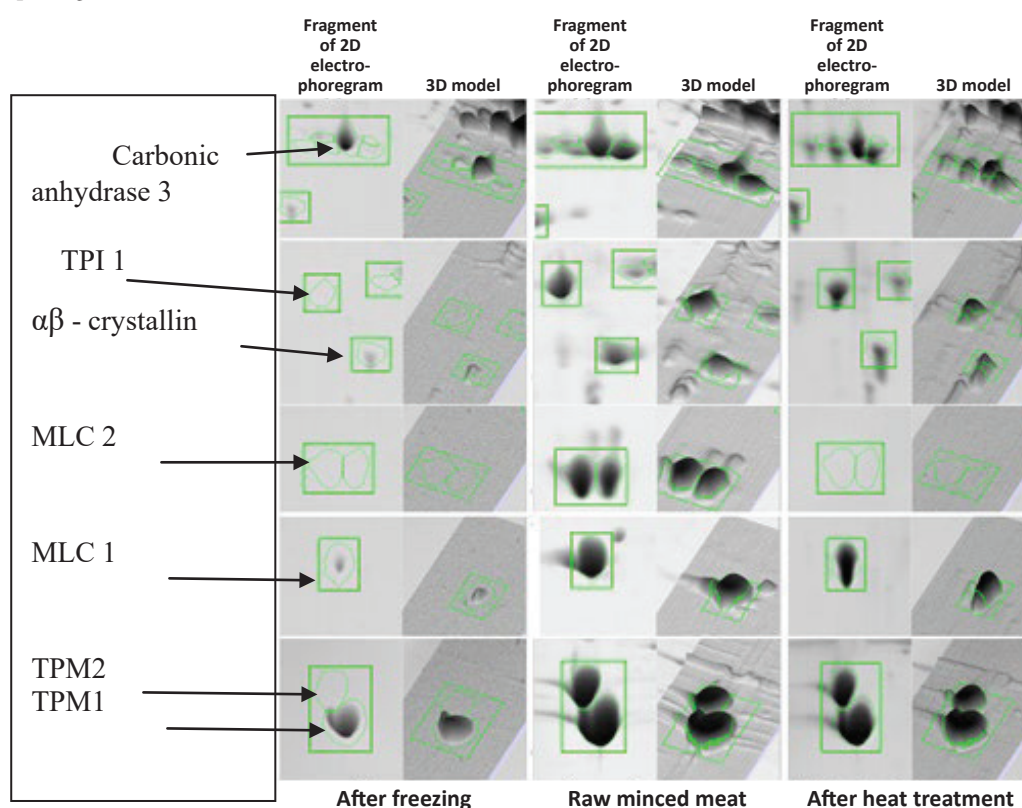 Fragment
of 2D
electro-
phoregram
3D model
Fragment
of 2D
electro-
phoregram
3D model
Fragment
of 2D
electro-
phoregram
3D model
Carbonic
anhydrase 3
TPI 1
αβ - crystallin
MLC 2
MLC 1
TPM2
TPM1
After freezing
Raw minced meat
After heat treatment